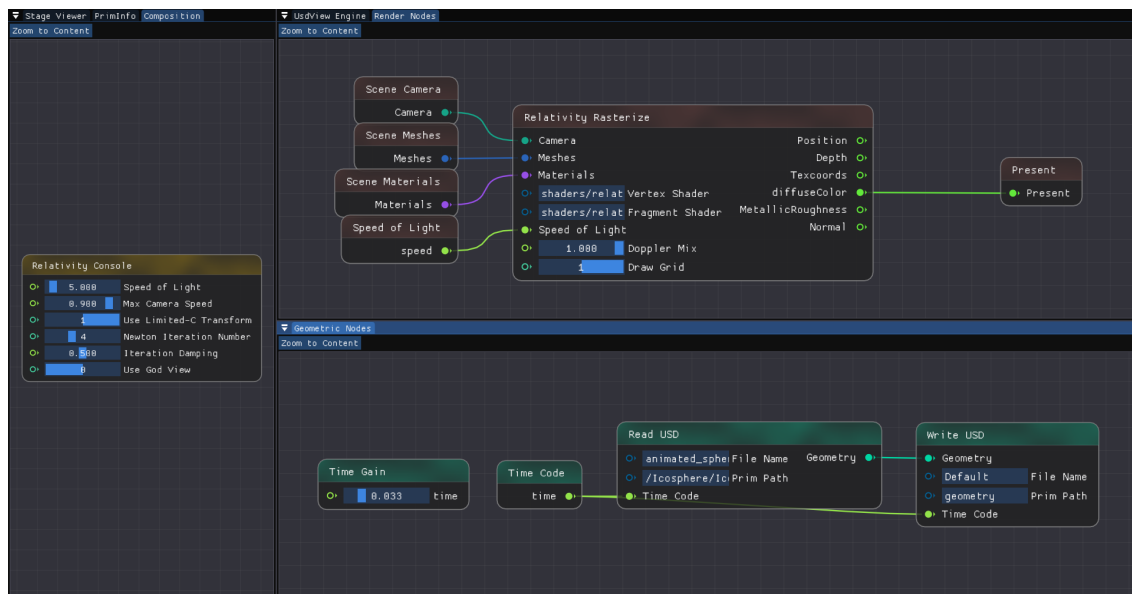 Stage Viewer PrimInfo Composition
Zoom to Content
Relativity Console
5.000 Speed of Light
0.900 Max Camera Speed
1 Use Limited-C Transform
4 Newton Iteration Number
0.500 Iteration Damping
0 Use God View
UsdView Engine Render Nodes
Zoom to Content
Scene Camera
Camera
Scene Meshes
Meshes
Scene Materials
Materials
Speed of Light
speed
Relativity Rasterize
Camera Position
Meshes Depth
Materials Texcoords
shaders/relat Vertex Shader diffuseColor
shaders/relat Fragment Shader MetallicRoughness
Speed of Light Normal
1.000 Doppler Mix
1 Draw Grid
Present
Present
Geometric Nodes
Zoom to Content
Time Gain
0.033 time
Time Code
time
Read USD
animated_sphe File Name Geometry
/Icosphere/Ic Prim Path
Time Code
Write USD
Geometry
Default File Name
geometry Prim Path
Time Code